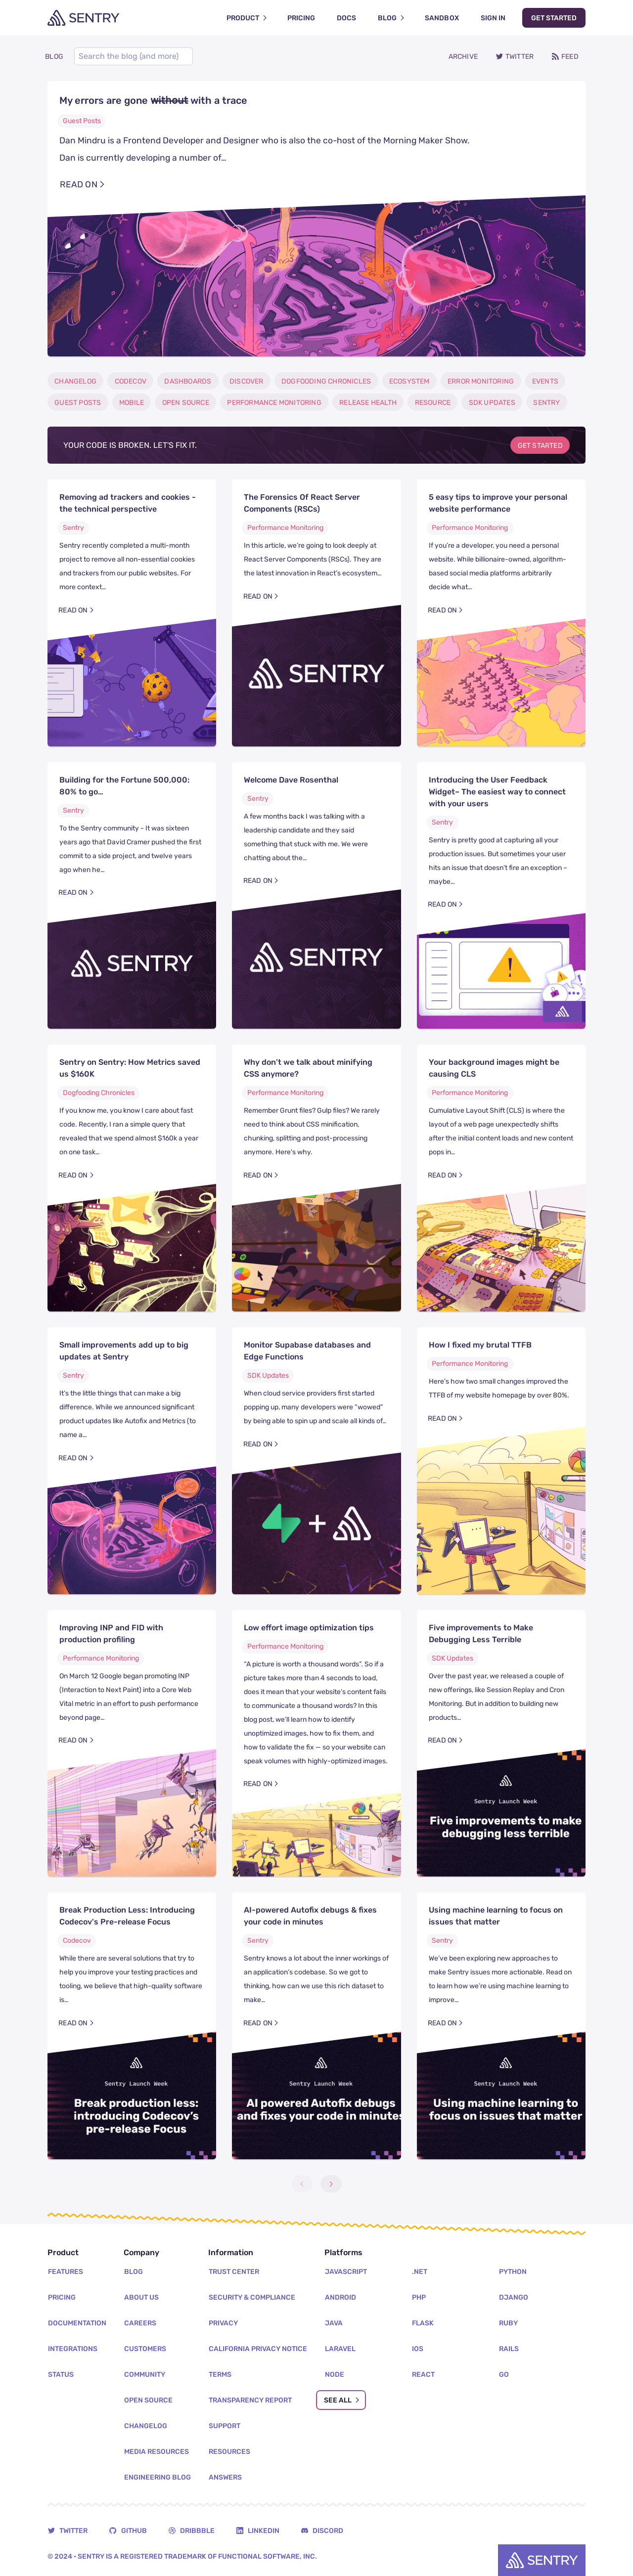 SENTRY
PRODUCT
PRICING
DOCS
BLOG
SANDBOX
SIGN IN
GET STARTED
BLOG
Search the blog (and more)
ARCHIVE
TWITTER
FEED
My errors are gone without with a trace
Guest Posts
Dan Mindru is a Frontend Developer and Designer who is also the co-host of the Morning Maker Show.
Dan is currently developing a number of…
READ ON
CHANGELOG
CODECOV
DASHBOARDS
DISCOVER
DOGFOODING CHRONICLES
ECOSYSTEM
ERROR MONITORING
EVENTS
GUEST POSTS
MOBILE
OPEN SOURCE
PERFORMANCE MONITORING
RELEASE HEALTH
RESOURCE
SDK UPDATES
SENTRY
YOUR CODE IS BROKEN. LET'S FIX IT.
GET STARTED
Removing ad trackers and cookies -
the technical perspective
Sentry
Sentry recently completed a multi-month
project to remove all non-essential cookies
and trackers from our public websites. For
more context…
READ ON
The Forensics Of React Server
Components (RSCs)
Performance Monitoring
In this article, we're going to look deeply at
React Server Components (RSCs). They are
the latest innovation in React's ecosystem…
READ ON
SENTRY
5 easy tips to improve your personal
website performance
Performance Monitoring
If you're a developer, you need a personal
website. While billionaire-owned, algorithm-
based social media platforms arbitrarily
decide what…
READ ON
Building for the Fortune 500,000:
80% to go…
Sentry
To the Sentry community - It was sixteen
years ago that David Cramer pushed the first
commit to a side project, and twelve years
ago when he…
READ ON
SENTRY
Welcome Dave Rosenthal
Sentry
A few months back I was talking with a
leadership candidate and they said
something that stuck with me. We were
chatting about the…
READ ON
SENTRY
Introducing the User Feedback
Widget– The easiest way to connect
with your users
Sentry
Sentry is pretty good at capturing all your
production issues. But sometimes your user
hits an issue that doesn't fire an exception –
maybe…
READ ON
Sentry on Sentry: How Metrics saved
us $160K
Dogfooding Chronicles
If you know me, you know I care about fast
code. Recently, I ran a simple query that
revealed that we spend almost $160k a year
on one task…
READ ON
Why don't we talk about minifying
CSS anymore?
Performance Monitoring
Remember Grunt files? Gulp files? We rarely
need to think about CSS minification,
chunking, splitting and post-processing
anymore. Here's why.
READ ON
Your background images might be
causing CLS
Performance Monitoring
Cumulative Layout Shift (CLS) is where the
layout of a web page unexpectedly shifts
after the initial content loads and new content
pops in…
READ ON
Small improvements add up to big
updates at Sentry
Sentry
It's the little things that can make a big
difference. While we announced significant
product updates like Autofix and Metrics (to
name a…
READ ON
Monitor Supabase databases and
Edge Functions
SDK Updates
When cloud service providers first started
popping up, many developers were "wowed"
by being able to spin up and scale all kinds of…
READ ON
+
How I fixed my brutal TTFB
Performance Monitoring
Here's how two small changes improved the
TTFB of my website homepage by over 80%.
READ ON
Improving INP and FID with
production profiling
Performance Monitoring
On March 12 Google began promoting INP
(Interaction to Next Paint) into a Core Web
Vital metric in an effort to push performance
beyond page…
READ ON
Low effort image optimization tips
Performance Monitoring
"A picture is worth a thousand words". So if a
picture takes more than 4 seconds to load,
does it mean that your website's content fails
to communicate a thousand words? In this
blog post, we'll learn how to identify
unoptimized images, how to fix them, and
how to validate the fix — so your website can
speak volumes with highly-optimized images.
READ ON
Five improvements to Make
Debugging Less Terrible
SDK Updates
Over the past year, we released a couple of
new offerings, like Session Replay and Cron
Monitoring. But in addition to building new
products…
READ ON
Sentry Launch Week
Five improvements to make
debugging less terrible
Break Production Less: Introducing
Codecov's Pre-release Focus
Codecov
While there are several solutions that try to
help you improve your testing practices and
tooling, we believe that high-quality software
is…
READ ON
Sentry Launch Week
Break production less:
introducing Codecov's
pre-release Focus
AI-powered Autofix debugs & fixes
your code in minutes
Sentry
Sentry knows a lot about the inner workings of
an application's codebase. So we got to
thinking, how can we use this rich dataset to
make…
READ ON
Sentry Launch Week
AI powered Autofix debugs
and fixes your code in minutes
Using machine learning to focus on
issues that matter
Sentry
We've been exploring new approaches to
make Sentry issues more actionable. Read on
to learn how we're using machine learning to
improve…
READ ON
Sentry Launch Week
Using machine learning to
focus on issues that matter
Product
FEATURES
PRICING
DOCUMENTATION
INTEGRATIONS
STATUS
Company
BLOG
ABOUT US
CAREERS
CUSTOMERS
COMMUNITY
OPEN SOURCE
CHANGELOG
MEDIA RESOURCES
ENGINEERING BLOG
Information
TRUST CENTER
SECURITY & COMPLIANCE
PRIVACY
CALIFORNIA PRIVACY NOTICE
TERMS
TRANSPARENCY REPORT
SUPPORT
RESOURCES
ANSWERS
Platforms
JAVASCRIPT
ANDROID
JAVA
LARAVEL
NODE
.NET
PHP
FLASK
IOS
REACT
PYTHON
DJANGO
RUBY
RAILS
GO
SEE ALL
TWITTER
GITHUB
DRIBBBLE
LINKEDIN
DISCORD
© 2024 • SENTRY IS A REGISTERED TRADEMARK OF FUNCTIONAL SOFTWARE, INC.
SENTRY